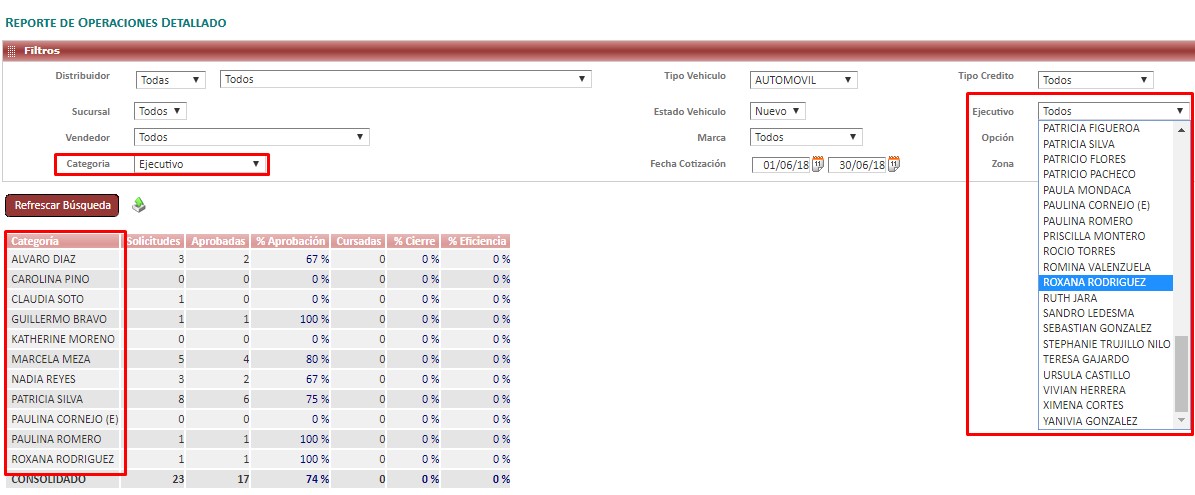 REPORTE DE OPERACIONES DETALLADO
Filtros
Distribuidor Todas Todos Tipo Vehiculo AUTOMOVIL Tipo Credito Todos
Sucursal Todos Estado Vehiculo Nuevo Ejecutivo Todos
Vendedor Todos Marca Todos Opción
Categoria Ejecutivo Fecha Cotización 01/06/18 11 30/06/18 11 Zona
PATRICIA FIGUEROA
PATRICIA SILVA
PATRICIO FLORES
PATRICIO PACHECO
PAULA MONDACA
PAULINA CORNEJO (E)
PAULINA ROMERO
PRISCILLA MONTERO
ROCIO TORRES
ROMINA VALENZUELA
ROXANA RODRIGUEZ
RUTH JARA
SANDRO LEDESMA
SEBASTIAN GONZALEZ
STEPHANIE TRUJILLO NILO
TERESA GAJARDO
URSULA CASTILLO
VIVIAN HERRERA
XIMENA CORTES
YANIVIA GONZALEZ
Refrescar Búsqueda
Categoría Solicitudes Aprobadas % Aprobación Cursadas % Cierre % Eficiencia
ALVARO DIAZ 3 2 67 % 0 0 % 0 %
CAROLINA PINO 0 0 0 % 0 0 % 0 %
CLAUDIA SOTO 1 0 0 % 0 0 % 0 %
GUILLERMO BRAVO 1 1 100 % 0 0 % 0 %
KATHERINE MORENO 0 0 0 % 0 0 % 0 %
MARCELA MEZA 5 4 80 % 0 0 % 0 %
NADIA REYES 3 2 67 % 0 0 % 0 %
PATRICIA SILVA 8 6 75 % 0 0 % 0 %
PAULINA CORNEJO (E) 0 0 0 % 0 0 % 0 %
PAULINA ROMERO 1 1 100 % 0 0 % 0 %
ROXANA RODRIGUEZ 1 1 100 % 0 0 % 0 %
CONSOLIDADO 23 17 74 % 0 0 % 0 %